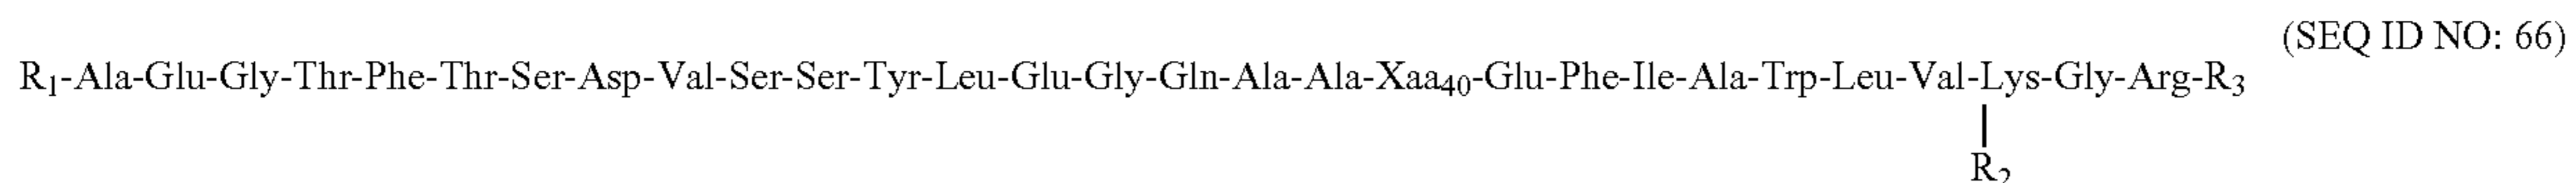 (SEQ ID NO: 66)
R₁-Ala-Glu-Gly-Thr-Phe-Thr-Ser-Asp-Val-Ser-Ser-Tyr-Leu-Glu-Gly-Gln-Ala-Ala-Xaa₄₀-Glu-Phe-Ile-Ala-Trp-Leu-Val-Lys-Gly-Arg-R₃
R₂